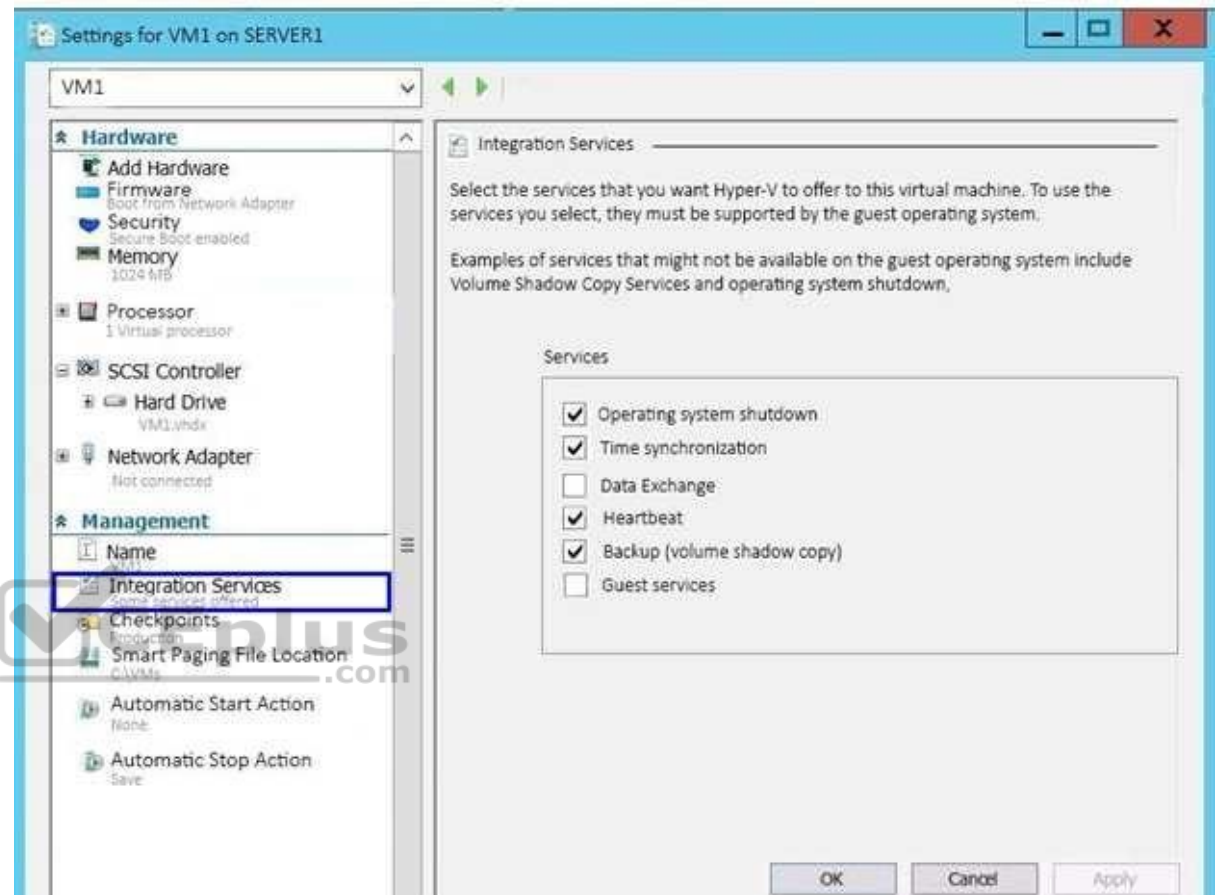 Settings for VM1 on SERVER1
VM1
Hardware
Add Hardware
Firmware
Boot from Network Adapter
Security
Secure Boot enabled
Memory
1024 MB
Processor
1 Virtual processor
SCSI Controller
Hard Drive
VM1.vhdx
Network Adapter
Not connected
Management
Name
VM1
Integration Services
Some services offered
Checkpoints
Production
Smart Paging File Location
C:\VMs
Automatic Start Action
None
Automatic Stop Action
Save
Integration Services
Select the services that you want Hyper-V to offer to this virtual machine. To use the
services you select, they must be supported by the guest operating system.
Examples of services that might not be available on the guest operating system include
Volume Shadow Copy Services and operating system shutdown,
Services
Operating system shutdown
Time synchronization
Data Exchange
Heartbeat
Backup (volume shadow copy)
Guest services
OK
Cancel
Apply
.com